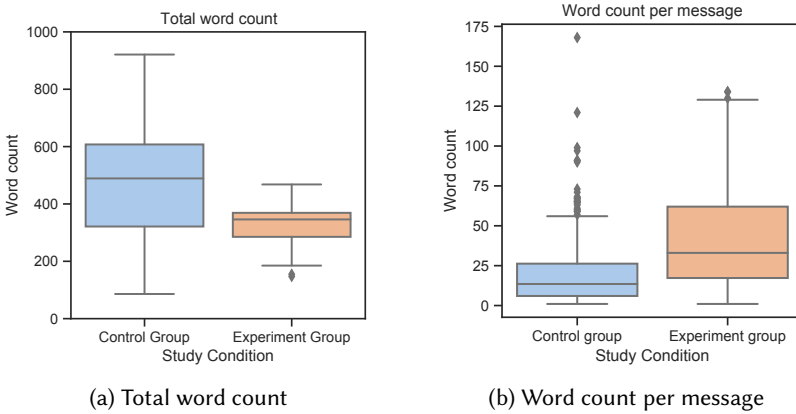 Total word count
1000
800
600
400
200
0
Word count
Control Group Experiment Group
Study Condition
(a) Total word count
Word count per message
175
150
125
100
75
50
25
0
Word count
Control group Experiment group
Study Condition
(b) Word count per message